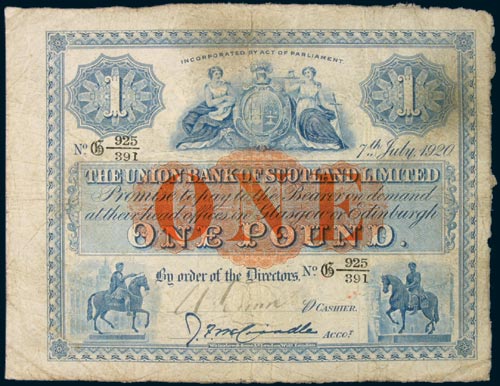 INCORPORATED BY ACT OF PARLIAMENT
1 1
No. G 925/391 7th July, 1920
THE UNION BANK OF SCOTLAND LIMITED
ONE
Promise to pay to the Bearer on demand
at their head offices in Glasgow or Edinburgh
ONE POUND.
By order of the Directors. No. G 925/391
CASHIER.
ACCOT.